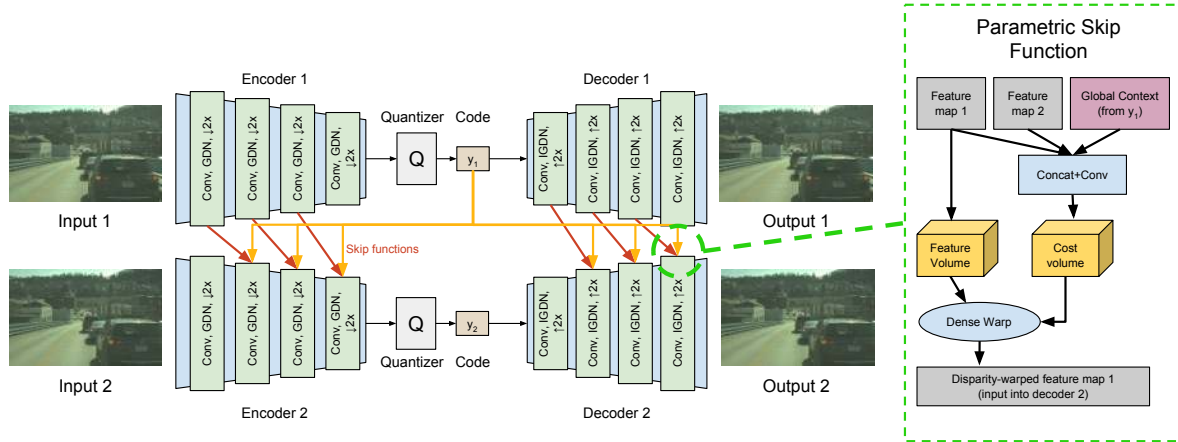 Encoder 1
Conv, GDN, ↓2x
Conv, GDN, ↓2x
Conv, GDN, ↓2x
Conv, GDN,
↓2x
Quantizer
Q
Code
y1
Decoder 1
Conv, IGDN,
↑2x
Conv, IGDN, ↑2x
Conv, IGDN, ↑2x
Conv, IGDN, ↑2x
Input 1
Output 1
Skip functions
Conv, GDN, ↓2x
Conv, GDN, ↓2x
Conv, GDN, ↓2x
Conv, GDN,
↓2x
Q
Quantizer
y2
Code
Conv, IGDN,
↑2x
Conv, IGDN, ↑2x
Conv, IGDN, ↑2x
Conv, IGDN, ↑2x
Input 2
Output 2
Encoder 2
Decoder 2
Parametric Skip
Function
Feature
map 1
Feature
map 2
Global Context
(from y1)
Concat+Conv
Feature
Volume
Cost
volume
Dense Warp
Disparity-warped feature map 1
(input into decoder 2)